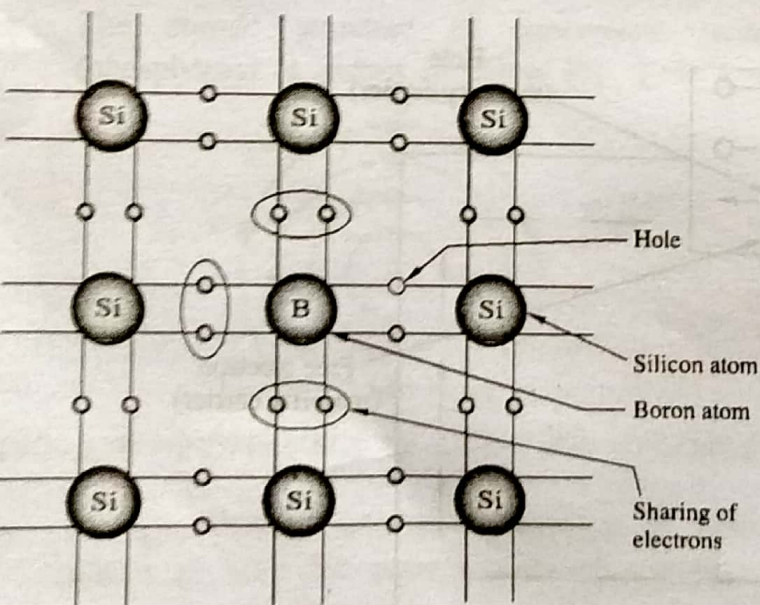 Si Si Si
Hole
Si B Si
Silicon atom
Boron atom
Si Si Si
Sharing of
electrons